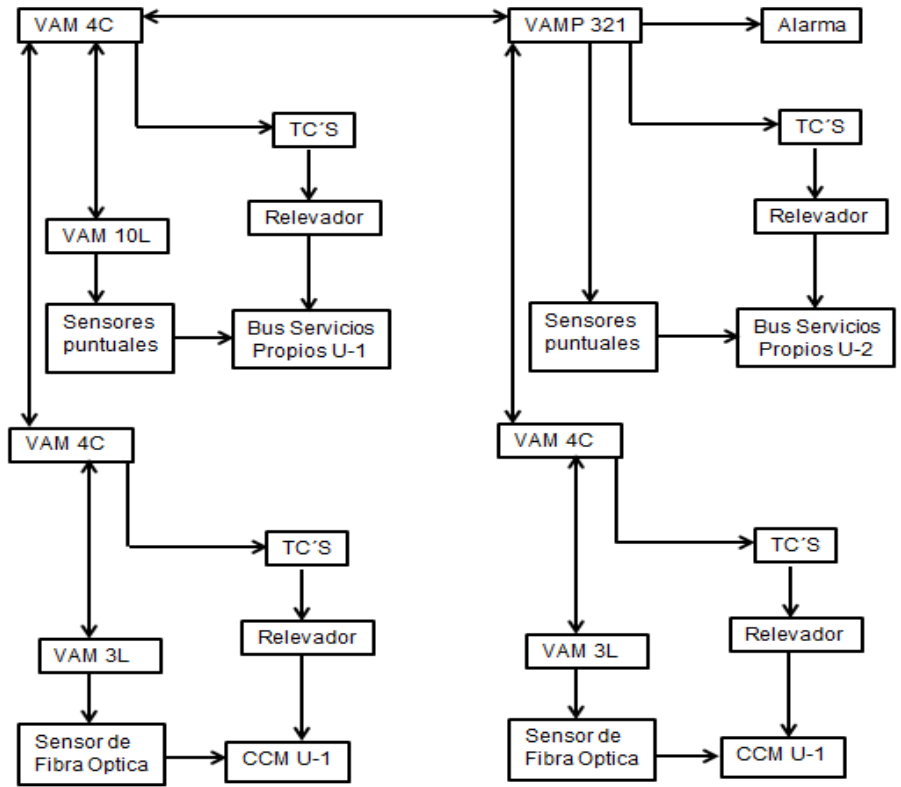 VAM 4C
VAMP 321
Alarma
TC´S
TC´S
Relevador
Relevador
VAM 10L
Sensores
puntuales
Bus Servicios
Propios U-1
Sensores
puntuales
Bus Servicios
Propios U-2
VAM 4C
VAM 4C
TC´S
TC´S
Relevador
Relevador
VAM 3L
VAM 3L
Sensor de
Fibra Optica
CCM U-1
Sensor de
Fibra Optica
CCM U-1